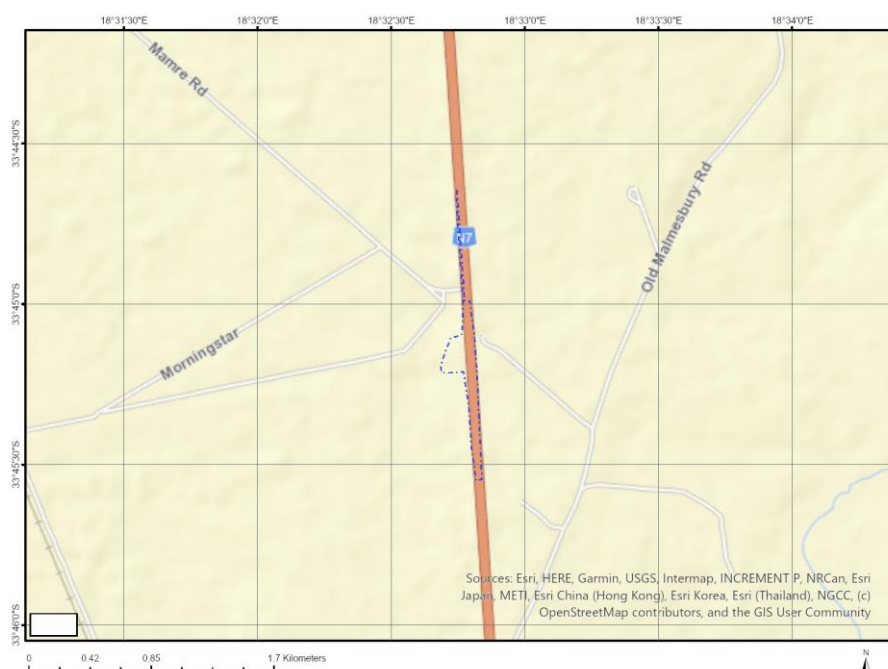 18°31'30"E 18°32'0"E 18°32'30"E 18°33'0"E 18°33'30"E 18°34'0"E
Mamre Rd
33°44'30"S
N7
Old Malmesbury Rd
33°45'0"S
Morningstar
33°45'30"S
Sources: Esri, HERE, Garmin, USGS, Intermap, INCREMENT P, NRCan, Esri
Japan, METI, Esri China (Hong Kong), Esri Korea, Esri (Thailand), NGCC, (c)
OpenStreetMap contributors, and the GIS User Community
33°46'0"S
0 0.42 0.85 1.7 Kilometers
N